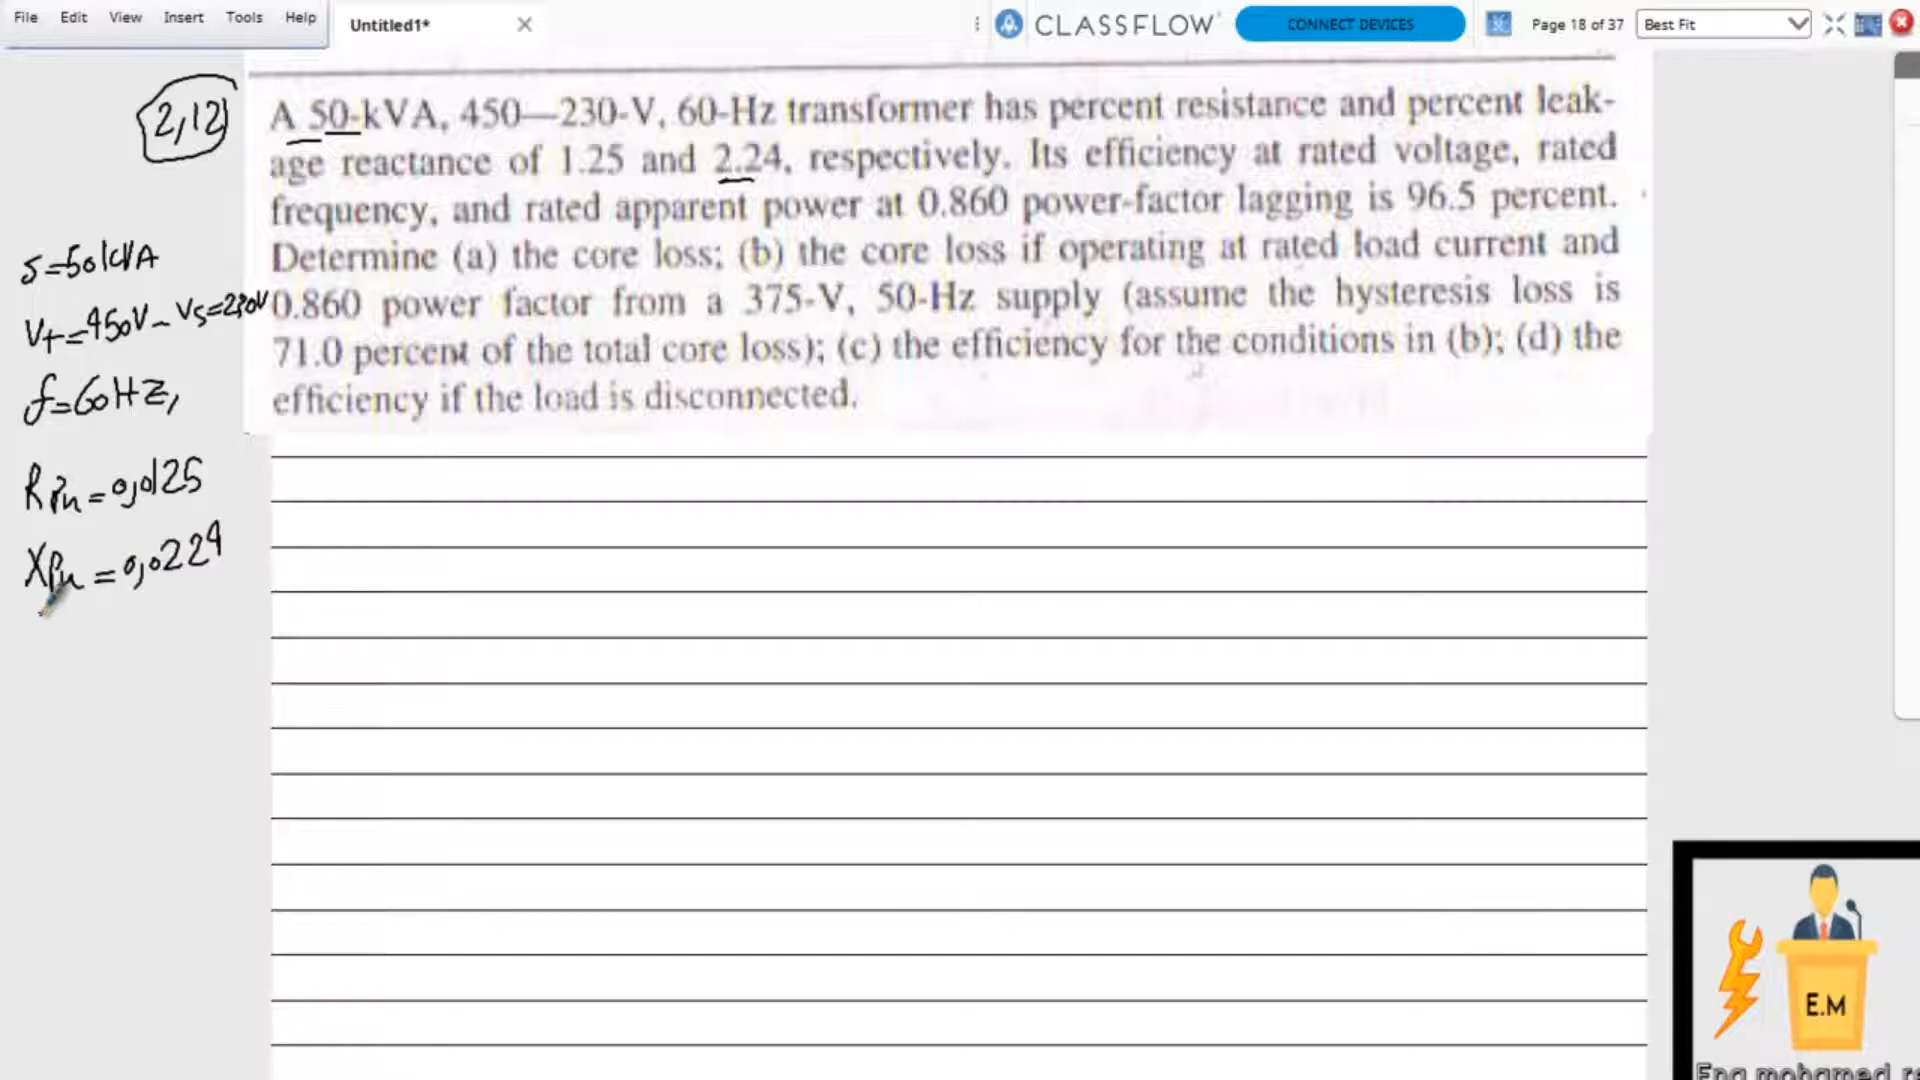 File Edit View Insert Tools Help
Untitled1*
CLASSFLOW
CONNECT DEVICES
Page 18 of 37
Best Fit
2,12
A 50-kVA, 450—230-V, 60-Hz transformer has percent resistance and percent leak-
age reactance of 1.25 and 2.24, respectively. Its efficiency at rated voltage, rated
frequency, and rated apparent power at 0.860 power-factor lagging is 96.5 percent.
Determine (a) the core loss; (b) the core loss if operating at rated load current and
0.860 power factor from a 375-V, 50-Hz supply (assume the hysteresis loss is
71.0 percent of the total core loss); (c) the efficiency for the conditions in (b); (d) the
efficiency if the load is disconnected.
S=50kVA
Vt=450V- Vs=230V
f=60HZ,
RPu=0,0125
XPu=0,0224
E.M
Eng mohamed re